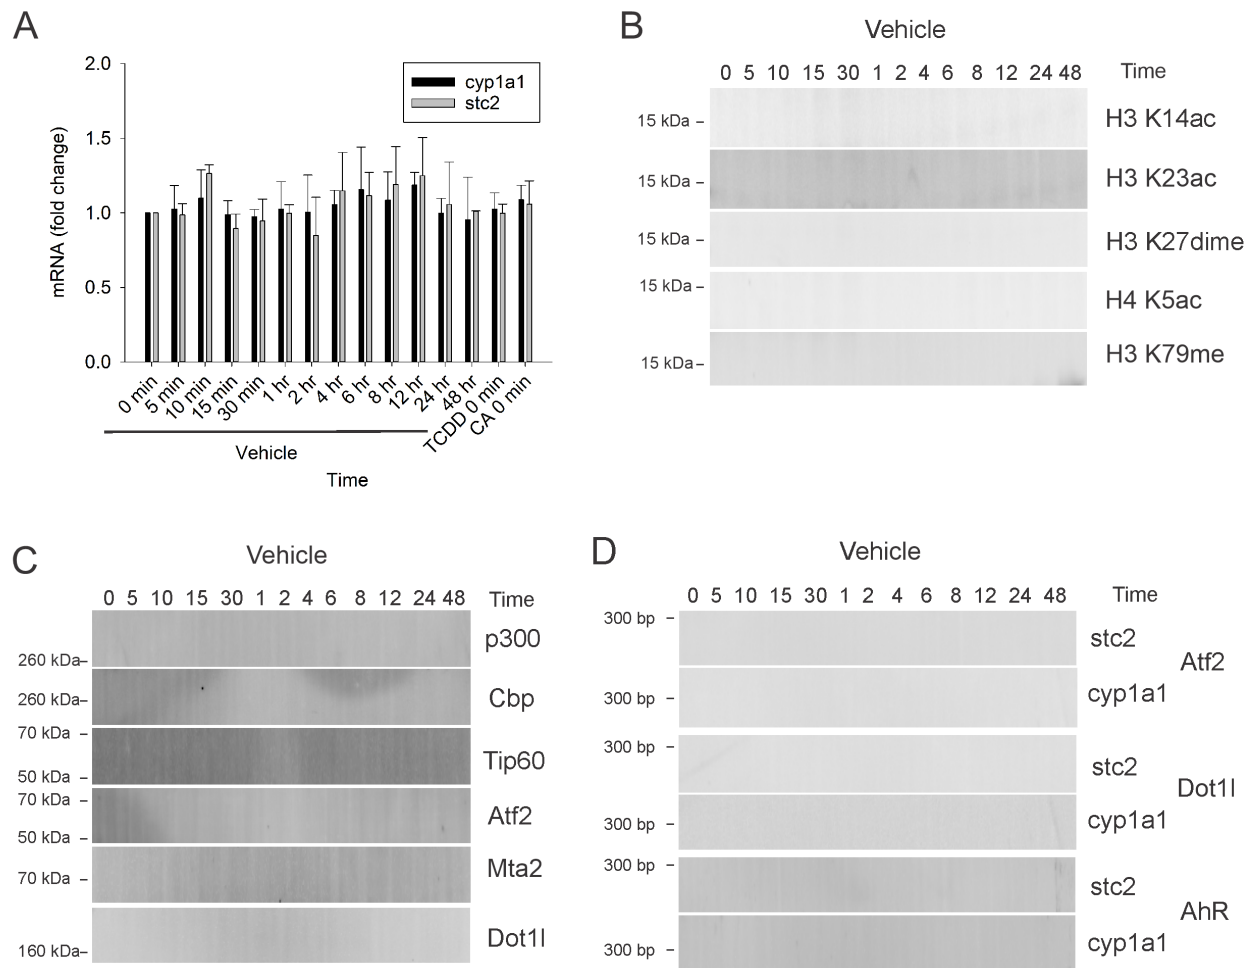 A
2.0
1.5
1.0
0.5
0.0
mRNA (fold change)
cyp1a1
stc2
0 min
5 min
10 min
15 min
30 min
1 hr
2 hr
4 hr
6 hr
8 hr
12 hr
24 hr
48 hr
TCDD 0 min
CA 0 min
Vehicle
Time
B
Vehicle
0 5 10 15 30 1 2 4 6 8 12 24 48 Time
15 kDa – H3 K14ac
15 kDa – H3 K23ac
15 kDa – H3 K27dime
15 kDa – H4 K5ac
15 kDa – H3 K79me
C
Vehicle
0 5 10 15 30 1 2 4 6 8 12 24 48 Time
p300
260 kDa–
260 kDa– Cbp
70 kDa –
Tip60
50 kDa –
70 kDa –
Atf2
50 kDa –
70 kDa – Mta2
Dot1l
160 kDa–
D
Vehicle
0 5 10 15 30 1 2 4 6 8 12 24 48 Time
300 bp –
stc2
Atf2
300 bp – cyp1a1
300 bp –
stc2
Dot1l
300 bp – cyp1a1
300 bp –
stc2
AhR
300 bp – cyp1a1